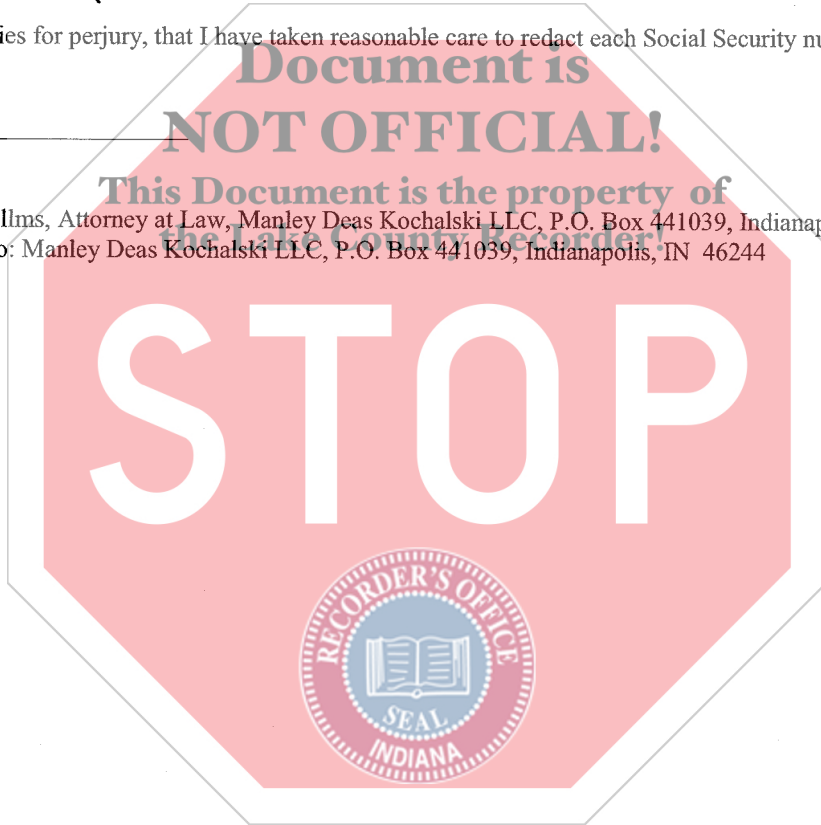 ies for perjury, that I have taken reasonable care to redact each Social Security nu
Document is
NOT OFFICIAL!
This Document is the property of
llms, Attorney at Law, Manley Deas Kochalski LLC, P.O. Box 441039, Indianap
the Lake County Recorder!
o: Manley Deas Kochalski LLC, P.O. Box 441039, Indianapolis, IN 46244
STOP
RECORDER'S OFFICE
SEAL
INDIANA